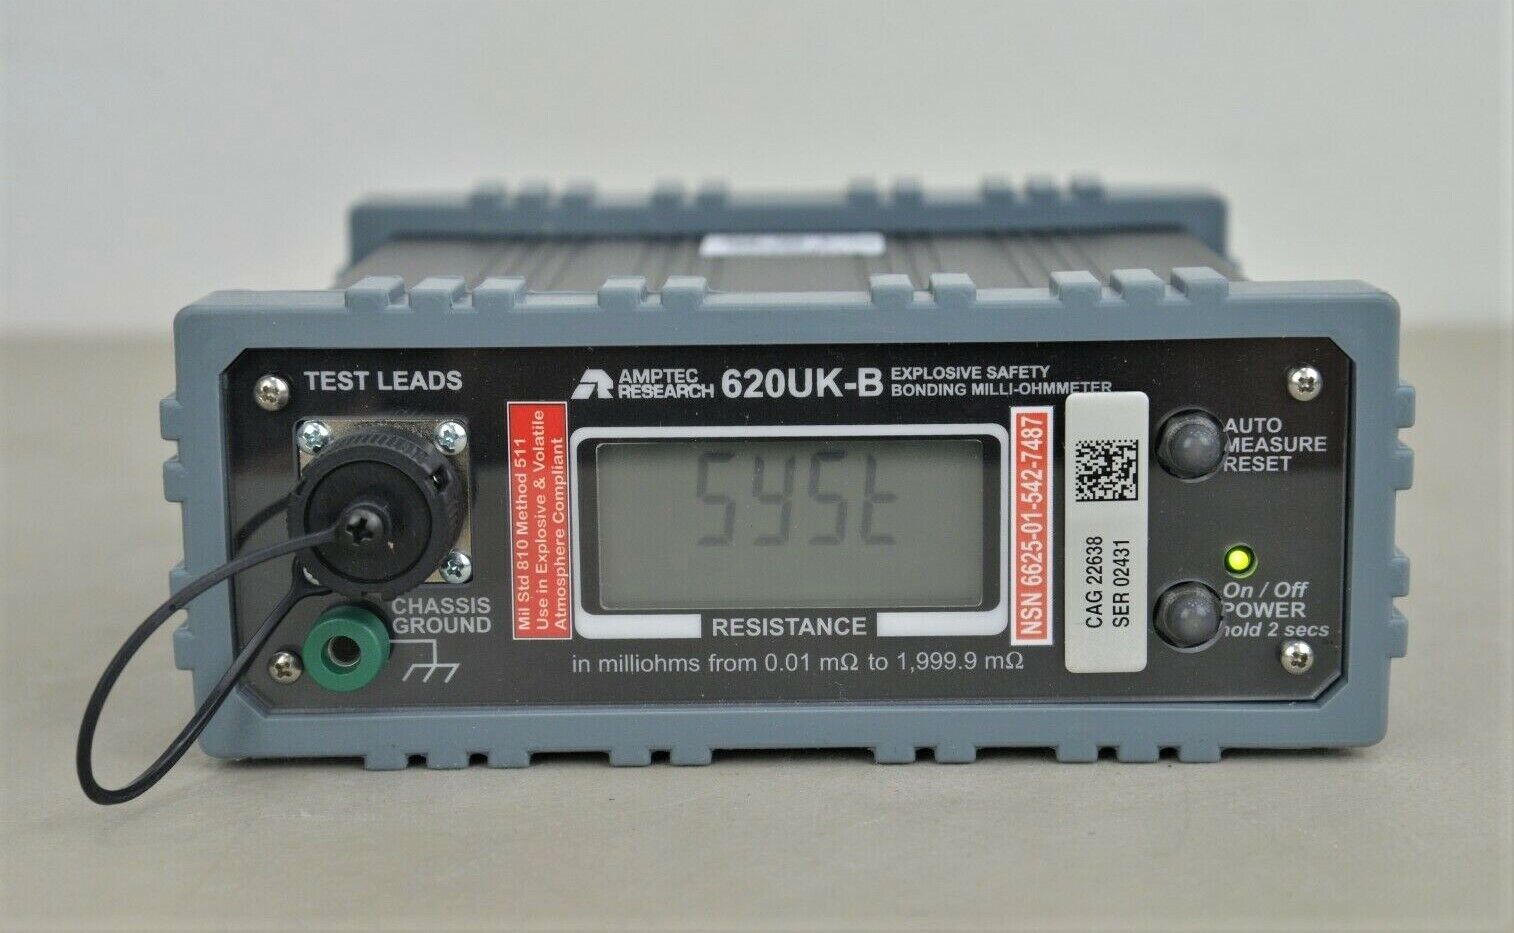 TEST LEADS
AMPTEC
RESEARCH
620UK-B
EXPLOSIVE SAFETY
BONDING MILLI-OHMMETER
Mil Std 810 Method 511
Use in Explosive & Volatile
Atmosphere Compliant
SYSt
NSN 6625-01-542-7487
CAG 22638
SER 02431
AUTO
MEASURE
RESET
On / Off
POWER
hold 2 secs
CHASSIS
GROUND
RESISTANCE
in milliohms from 0.01 mΩ to 1,999.9 mΩ